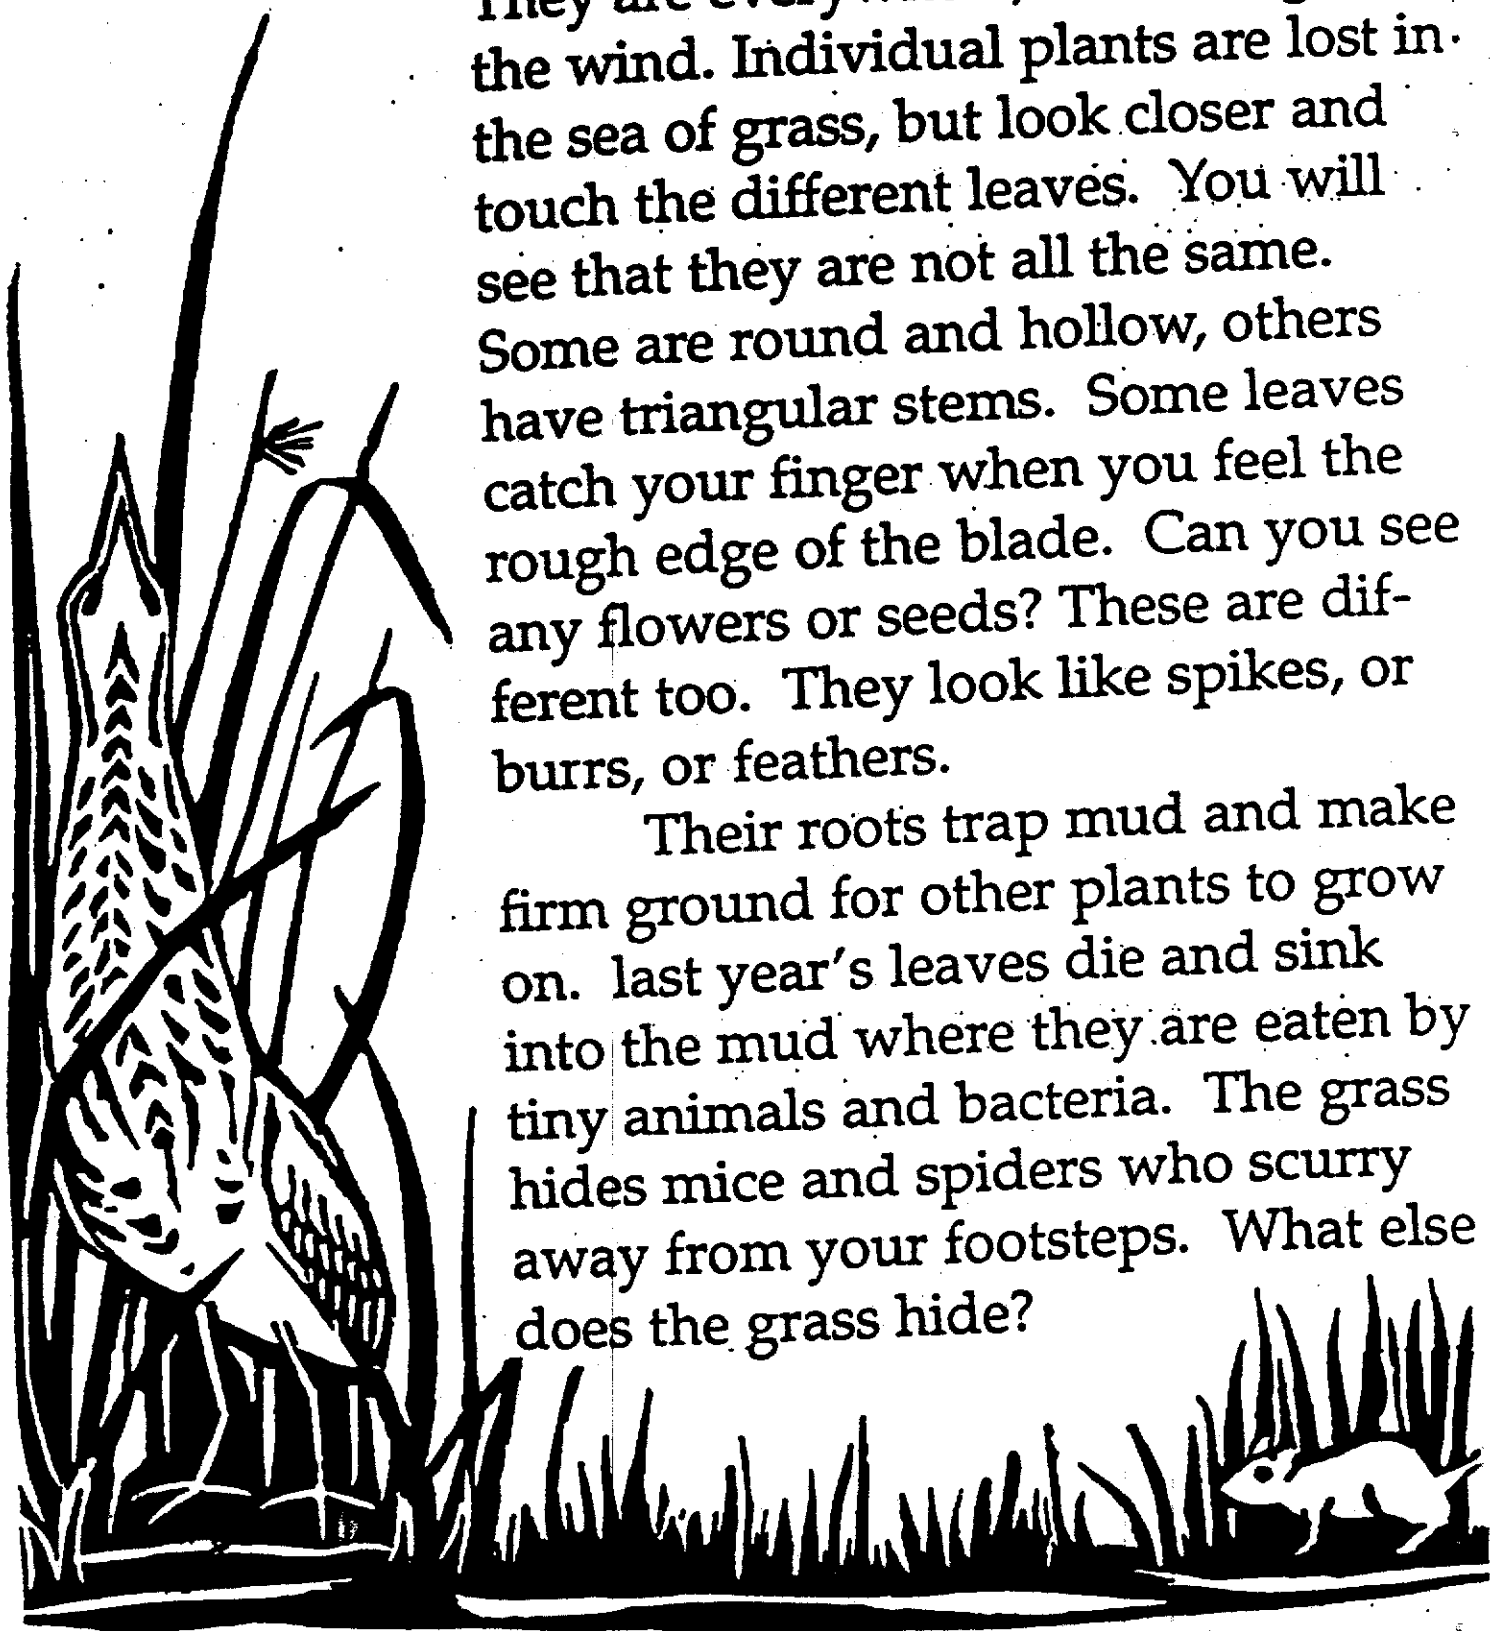 They are
the wind. Individual plants are lost in
the sea of grass, but look closer and
touch the different leaves. You will
see that they are not all the same.
Some are round and hollow, others
have triangular stems. Some leaves
catch your finger when you feel the
rough edge of the blade. Can you see
any flowers or seeds? These are dif-
ferent too. They look like spikes, or
burrs, or feathers.
Their roots trap mud and make
firm ground for other plants to grow
on. last year's leaves die and sink
into the mud where they are eaten by
tiny animals and bacteria. The grass
hides mice and spiders who scurry
away from your footsteps. What else
does the grass hide?